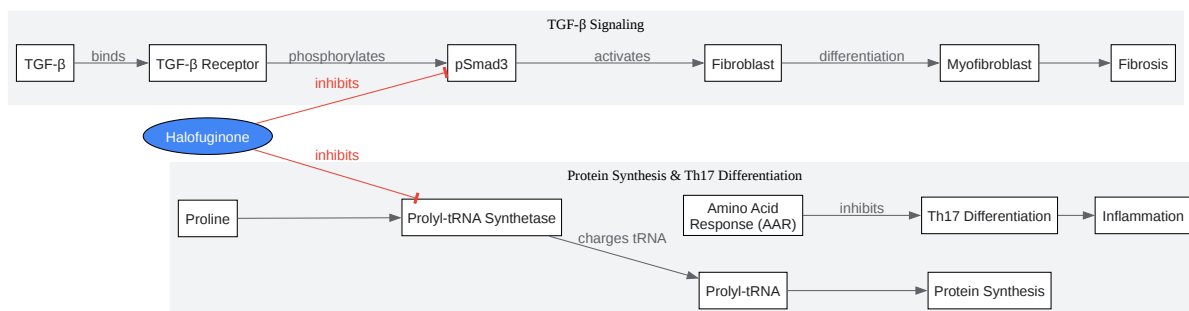 TGF-β Signaling
TGF-β
binds
TGF-β Receptor
phosphorylates
pSmad3
activates
Fibroblast
differentiation
Myofibroblast
Fibrosis
inhibits
Halofuginone
inhibits
Protein Synthesis & Th17 Differentiation
Proline
Prolyl-tRNA Synthetase
charges tRNA
Amino Acid
Response (AAR)
inhibits
Th17 Differentiation
Inflammation
Prolyl-tRNA
Protein Synthesis